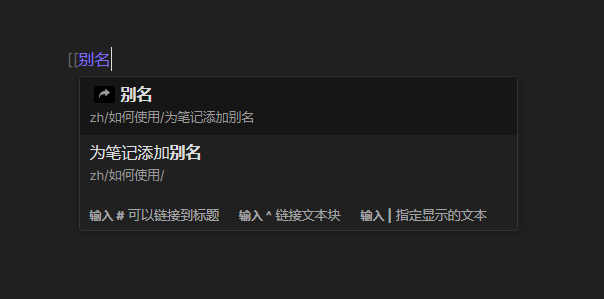 [[别名
别名
zh/如何使用/为笔记添加别名
为笔记添加别名
zh/如何使用/
输入 # 可以链接到标题 输入 ^ 链接文本块 输入 | 指定显示的文本